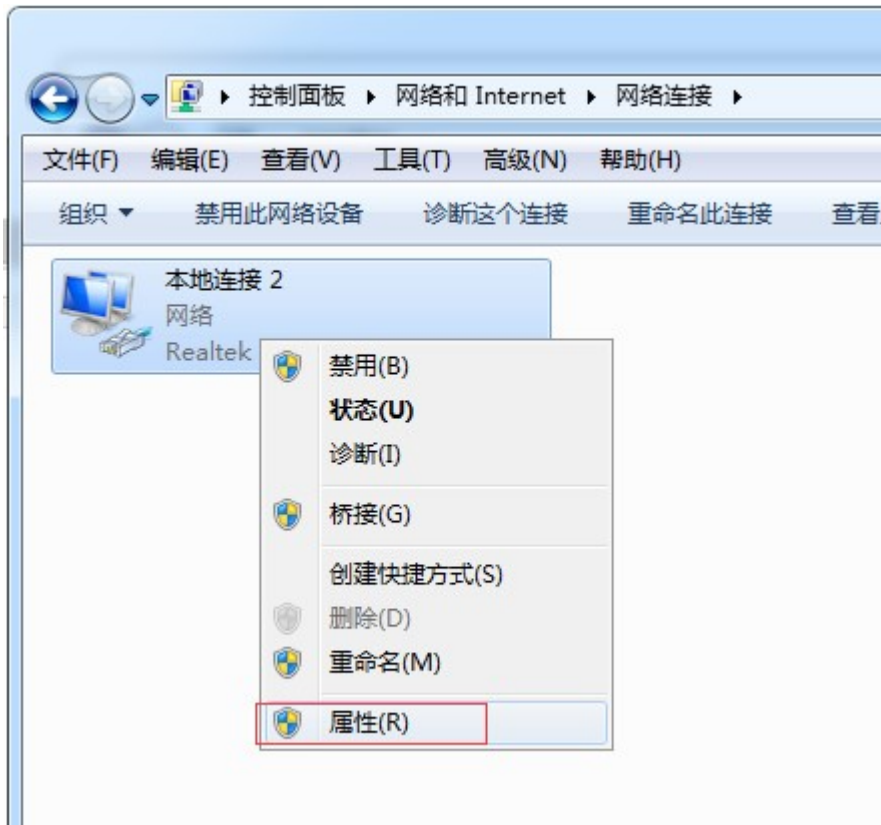 控制面板 网络和 Internet 网络连接
文件(F) 编辑(E) 查看(V) 工具(T) 高级(N) 帮助(H)
组织 禁用此网络设备 诊断这个连接 重命名此连接 查看
本地连接 2
网络
Realtek
禁用(B)
状态(U)
诊断(I)
桥接(G)
创建快捷方式(S)
删除(D)
重命名(M)
属性(R)